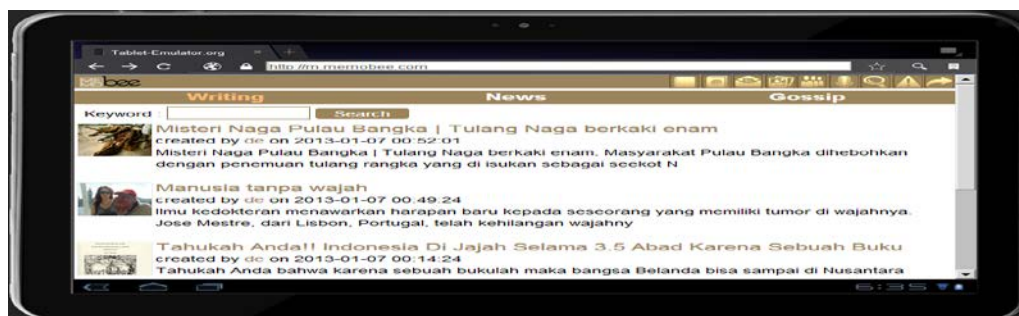 Tablet-Emulator.org
http://m.memobee.com
bee
Writing News Gossip
Keyword : Search
Misteri Naga Pulau Bangka | Tulang Naga berkaki enam
created by de on 2013-01-07 00:52:01
Misteri Naga Pulau Bangka | Tulang Naga berkaki enam, Masyarakat Pulau Bangka dihebohkan
dengan penemuan tulang rangka yang di isukan sebagai seekot N
Manusia tanpa wajah
created by de on 2013-01-07 00:49:24
Ilmu kedokteran menawarkan harapan baru kepada seseorang yang memiliki tumor di wajahnya.
Jose Mestre, dari Lisbon, Portugal, telah kehilangan wajahny
Tahukah Anda!! Indonesia Di Jajah Selama 3.5 Abad Karena Sebuah Buku
created by de on 2013-01-07 00:14:24
Tahukah Anda bahwa karena sebuah bukulah maka bangsa Belanda bisa sampai di Nusantara
6:35